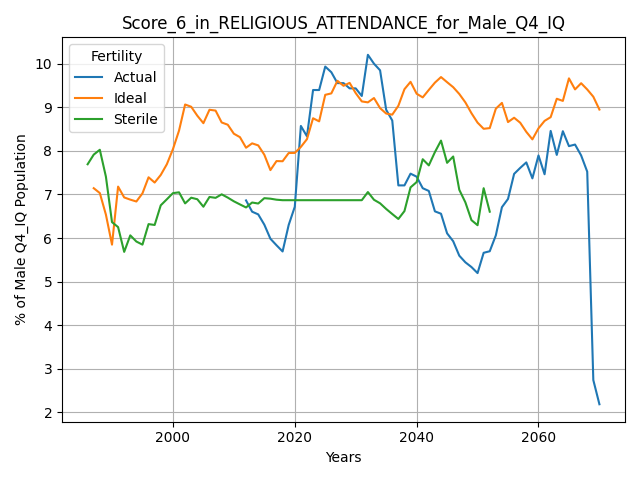 Score_6_in_RELIGIOUS_ATTENDANCE_for_Male_Q4_IQ
Fertility
Actual
Ideal
Sterile
% of Male Q4_IQ Population
10
9
8
7
6
5
4
3
2
2000 2020 2040 2060
Years